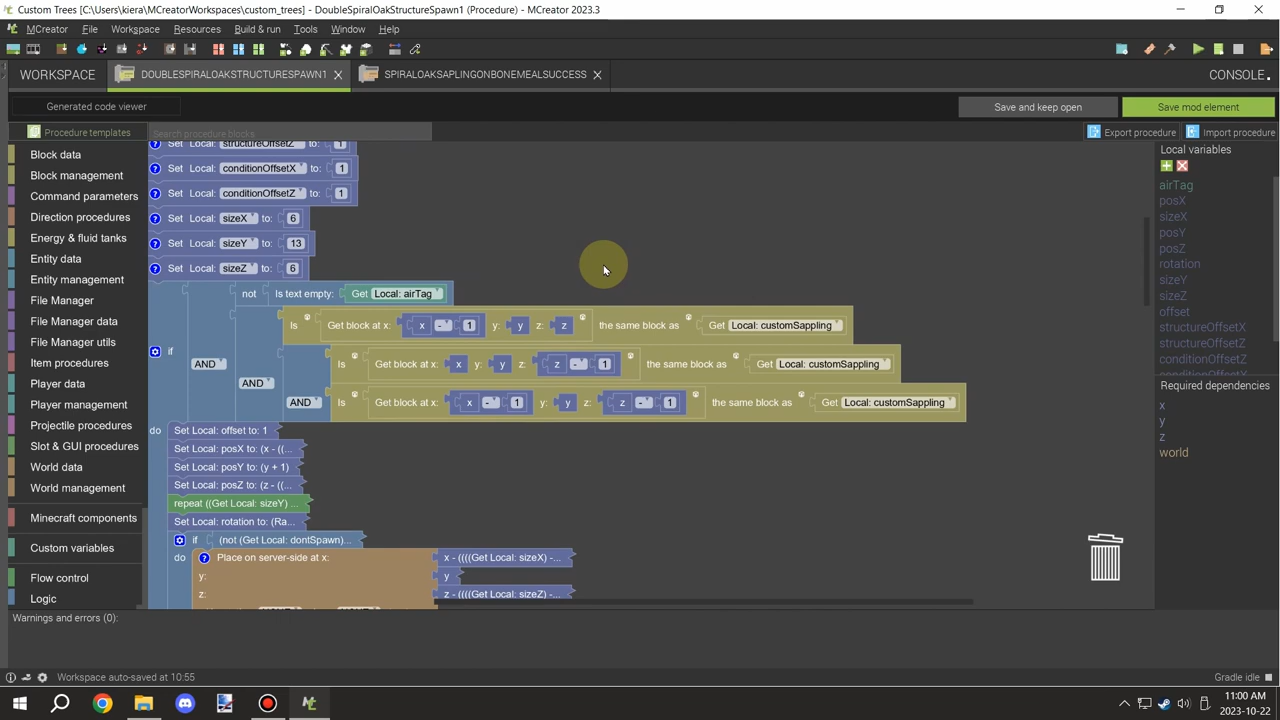 Custom Trees [C:\Users\kiera\MCreatorWorkspaces\custom_trees] - DoubleSpiralOakStructureSpawn1 (Procedure) - MCreator 2023.3
MCreator File Workspace Resources Build & run Tools Window Help
WORKSPACE DOUBLESPIRALOAKSTRUCTURESPAWN1 SPIRALOAKSAPLINGONBONEMEALSUCCESS CONSOLE
Generated code viewer Save and keep open Save mod element
Procedure templates Search procedure blocks Export procedure Import procedure
Block data
Block management
Command parameters
Direction procedures
Energy & fluid tanks
Entity data
Entity management
File Manager
File Manager data
File Manager utils
Item procedures
Player data
Player management
Projectile procedures
Slot & GUI procedures
World data
World management
Minecraft components
Custom variables
Flow control
Logic
Set Local: structureOffsetZ to: 1
Set Local: conditionOffsetX to: 1
Set Local: conditionOffsetZ to: 1
Set Local: sizeX to: 6
Set Local: sizeY to: 13
Set Local: sizeZ to: 6
not Is text empty: Get Local: airTag
Is Get block at x: x - 1 y: y z: z the same block as Get Local: customSappling
if AND Is Get block at x: x y: y z: z - 1 the same block as Get Local: customSappling
AND
AND Is Get block at x: x - 1 y: y z: z - 1 the same block as Get Local: customSappling
do Set Local: offset to: 1
Set Local: posX to: (x - ((...
Set Local: posY to: (y + 1)
Set Local: posZ to: (z - ((...
repeat ((Get Local: sizeY) ...
Set Local: rotation to: (Ra...
if (not (Get Local: dontSpawn)...
do Place on server-side at x: x - ((((Get Local: sizeX) -...
y: y
z: z - ((((Get Local: sizeZ) -...
Local variables
airTag
posX
sizeX
posY
posZ
rotation
sizeY
sizeZ
offset
structureOffsetX
structureOffsetZ
conditionOffsetX
Required dependencies
x
y
z
world
Warnings and errors (0):
Workspace auto-saved at 10:55 Gradle idle
11:00 AM
2023-10-22